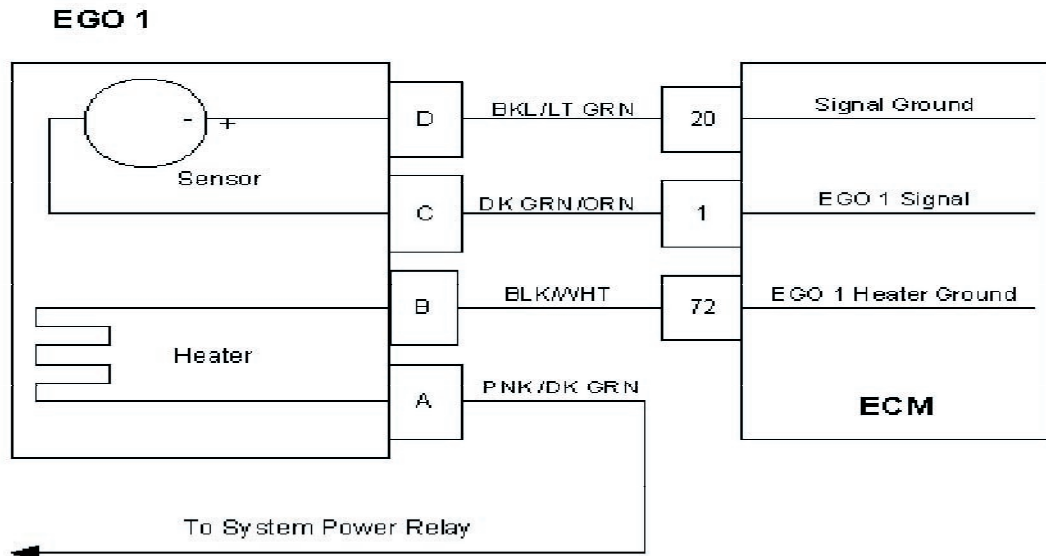 EGO 1
D
BKL/LT GRN
20
Signal Ground
- +
Sensor
C
DK GRN/ORN
1
EGO 1 Signal
B
BLK/WHT
72
EGO 1 Heater Ground
Heater
A
PNK/DK GRN
ECM
To System Power Relay